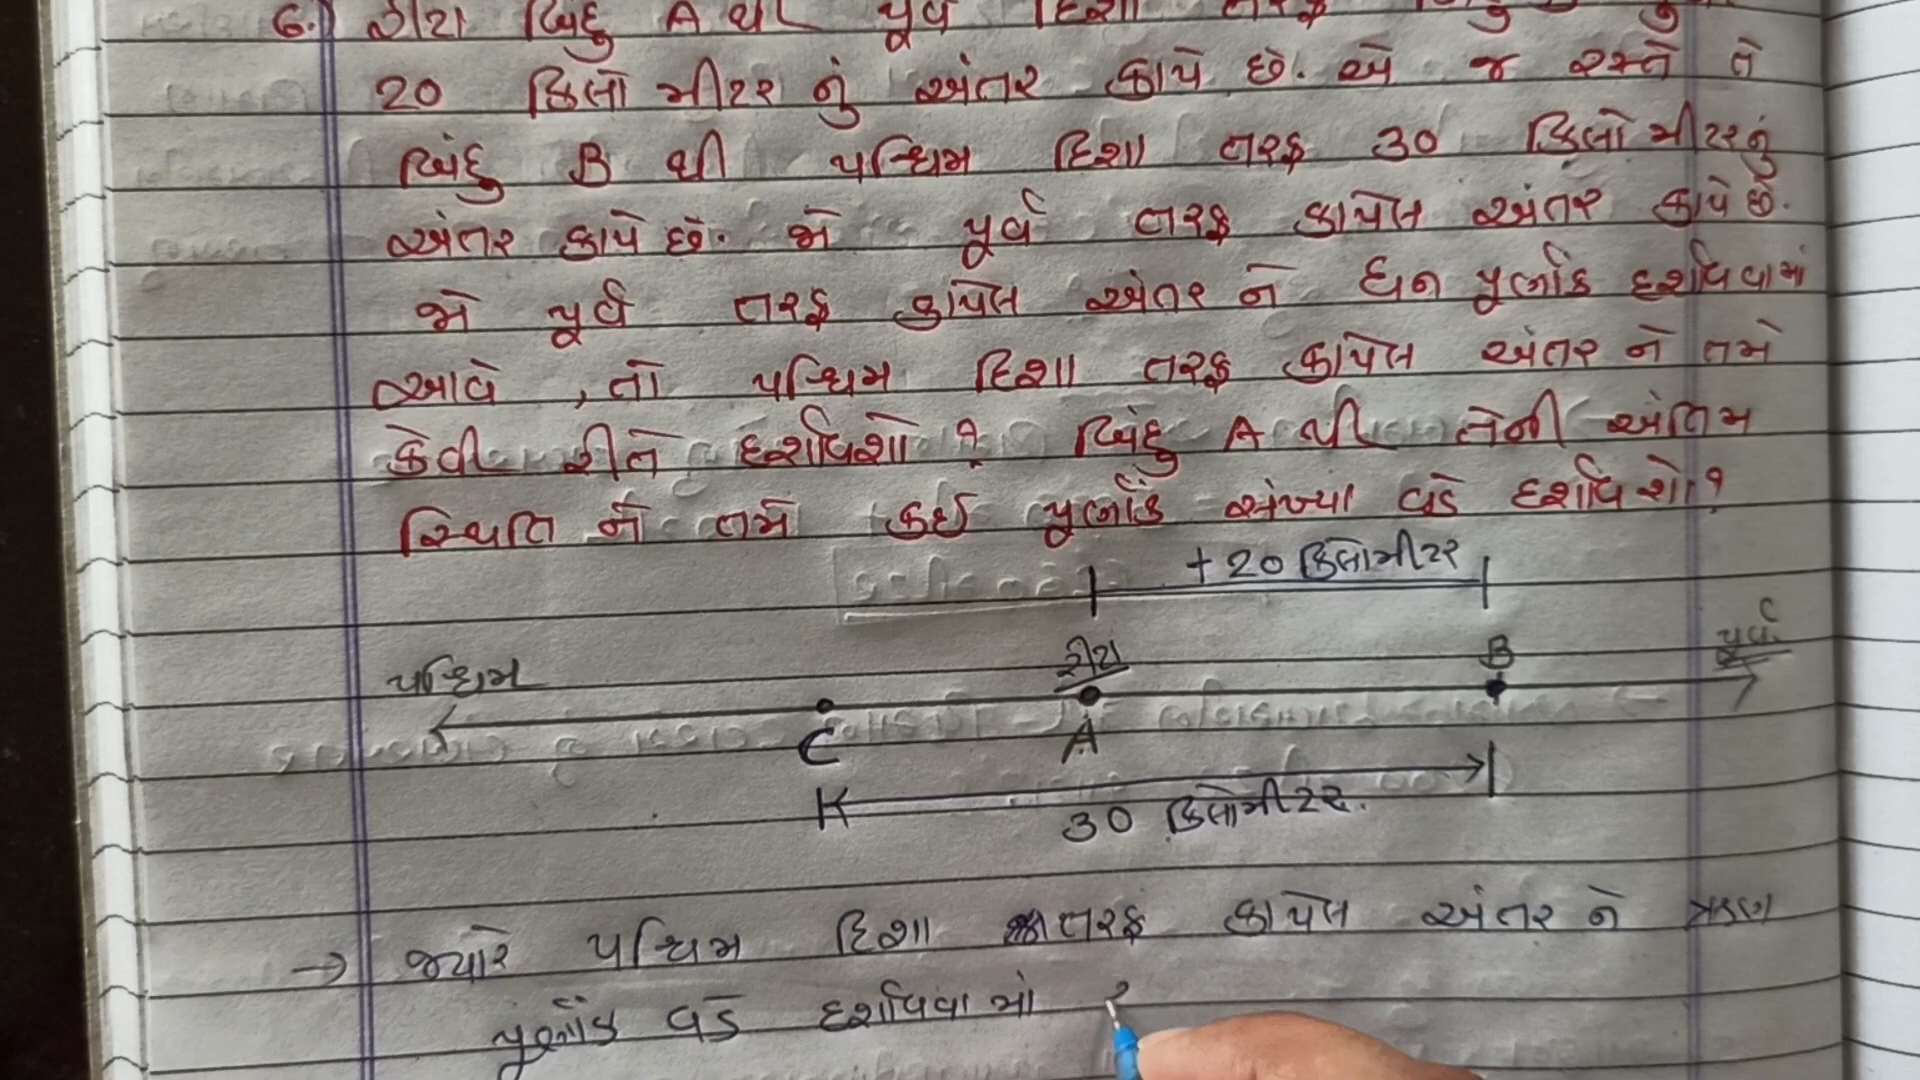 6.) રીટા બિંદુ A થી પૂર્વ દિશા તરફ
20 કિલોમીટર નું અંતર કાપે છે. એ જ રસ્તે તે
બિંદુ B થી પશ્ચિમ દિશા તરફ 30 કિલોમીટરનું
અંતર કાપે છે. જો પૂર્વ તરફ કાપેલ અંતર કાપે છે.
જો પૂર્વ તરફ કાપેલ અંતર ને ધન પૂર્ણાંક દર્શાવવામાં
આવે , તો પશ્ચિમ દિશા તરફ કાપેલ અંતર ને તમે
કેવી રીતે દર્શાવશો ? બિંદુ A થી તેની અંતિમ
સ્થિતિ ને તમે કઈ પૂર્ણાંક સંખ્યા વડે દર્શાવશો ?
+ 20 કિલોમીટર
પશ્ચિમ રીટા B પૂર્વ
C A
30 કિલોમીટર.
→ જ્યારે પશ્ચિમ દિશા તરફ કાપેલ અંતર ને ઋણ
પૂર્ણાંક વડે દર્શાવવામાં